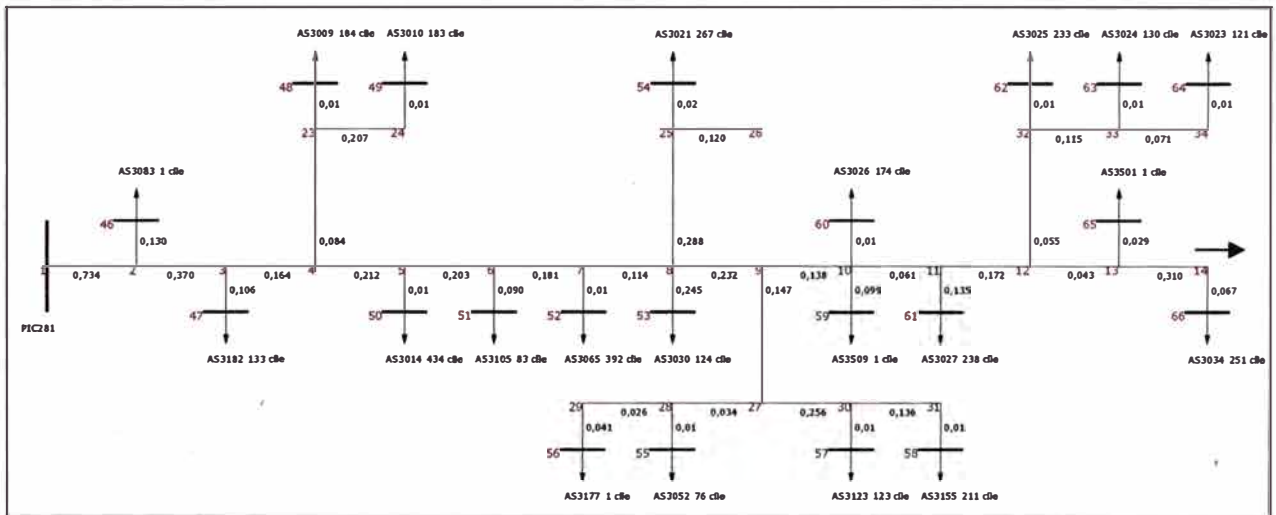 AS3009 184 clie AS3010 183 clie AS3021 267 clie AS3025 233 clie AS3024 130 clie AS3023 121 clie
48 49 54 62 63 64
0,01 0,01 0,02 0,01 0,01 0,01
23 0,207 24 25 0,120 26 32 0,115 33 0,071 34
AS3083 1 clie AS3026 174 clie AS3501 1 clie
46 60 65
0,130 0,084 0,288 0,01 0,055 0,029
1 0,734 2 0,370 3 0,164 4 0,212 5 0,203 6 0,181 7 0,114 8 0,232 9 0,138 10 0,061 11 0,172 12 0,043 13 0,310 14
0,106 0,01 0,090 0,01 0,245 0,147 0,099 0,135 0,067
47 50 51 52 53 59 61 66
PIC281
AS3182 133 clie AS3014 434 clie AS3105 83 clie AS3065 392 clie AS3030 124 clie AS3509 1 clie AS3027 238 clie AS3034 251 clie
29 0,026 28 0,034 27 0,256 30 0,136 31
0,041 0,01 0,01 0,01
56 55 57 58
AS3177 1 clie AS3052 76 clie AS3123 123 clie AS3155 211 clie